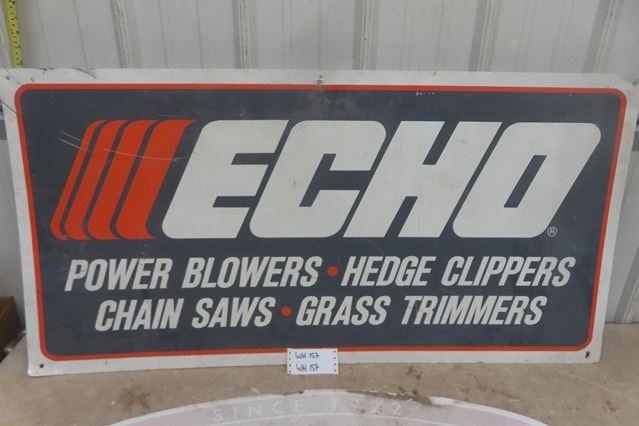 ECHO®
POWER BLOWERS • HEDGE CLIPPERS
CHAIN SAWS • GRASS TRIMMERS
WH 157
WH 157
SINCE 1922